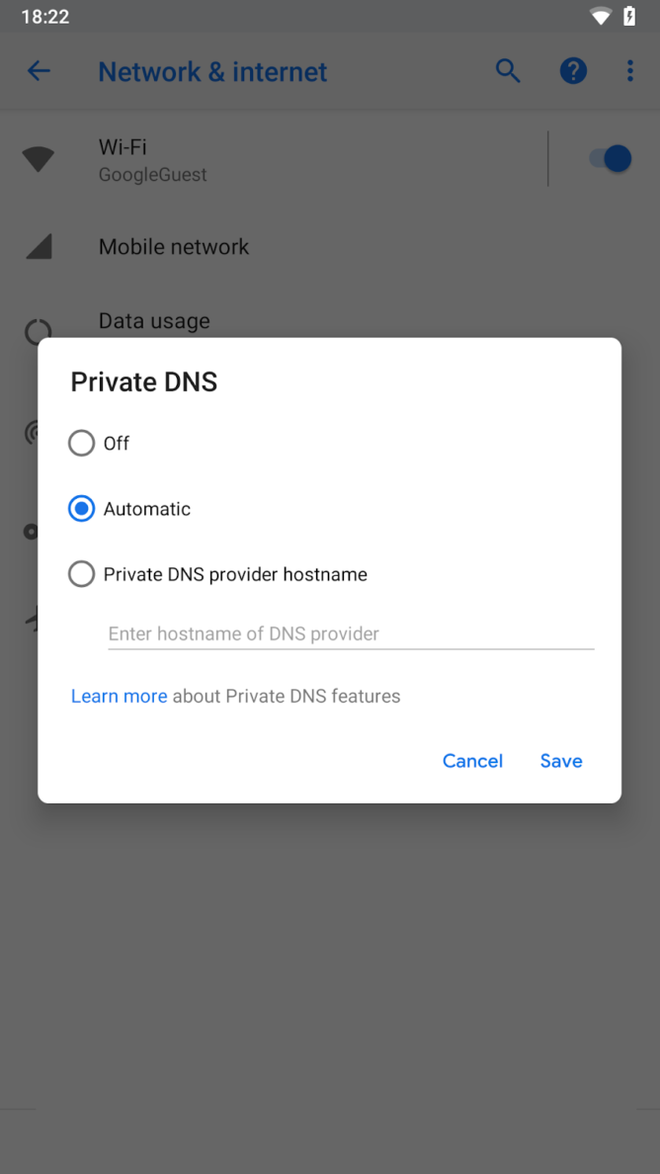 18:22
Network & internet
Wi-Fi
GoogleGuest
Mobile network
Data usage
Private DNS
Off
Automatic
Private DNS provider hostname
Enter hostname of DNS provider
Learn more about Private DNS features
Cancel Save